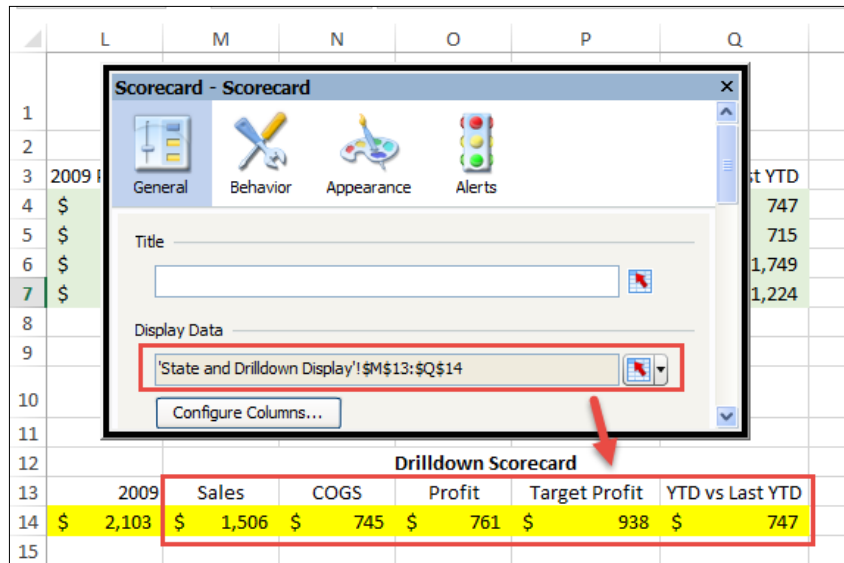 L M N O P Q
Scorecard - Scorecard
1
2
General Behavior Appearance Alerts
3 2009 YTD
4 $ 747
5 $ 715
6 $ 1,749
7 $ 1,224
Title
8
Display Data
9
'State and Drilldown Display'!$M$13:$Q$14
10
Configure Columns...
11
12 Drilldown Scorecard
13 2009 Sales COGS Profit Target Profit YTD vs Last YTD
14 $ 2,103 $ 1,506 $ 745 $ 761 $ 938 $ 747
15